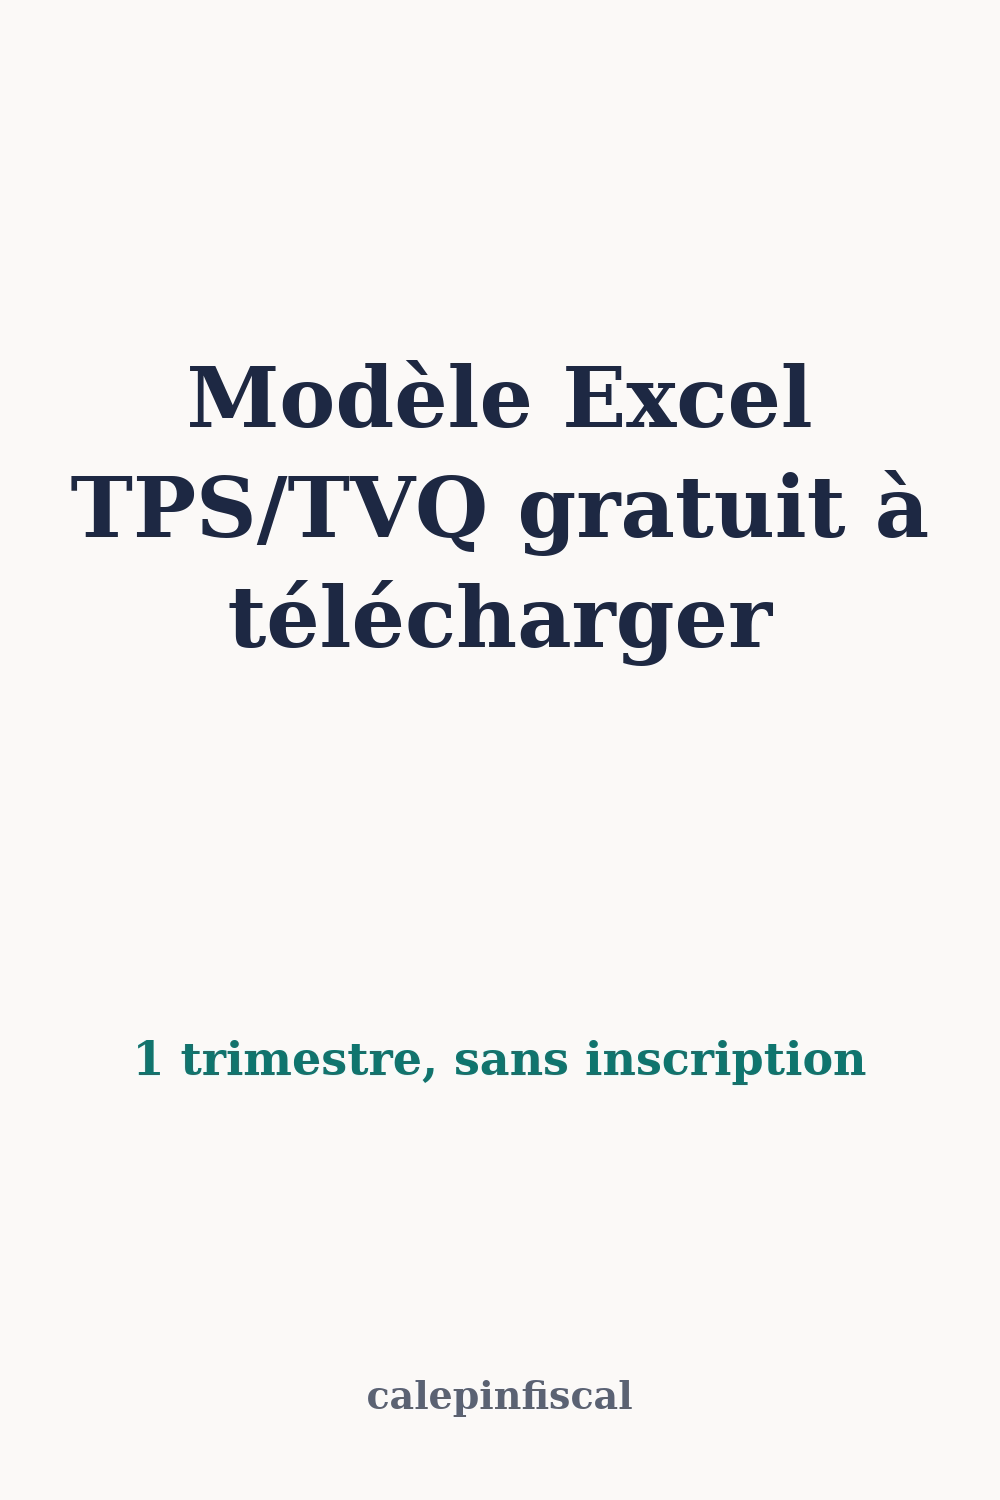 Modèle Excel
TPS/TVQ gratuit à
télécharger
1 trimestre, sans inscription
calepinfiscal